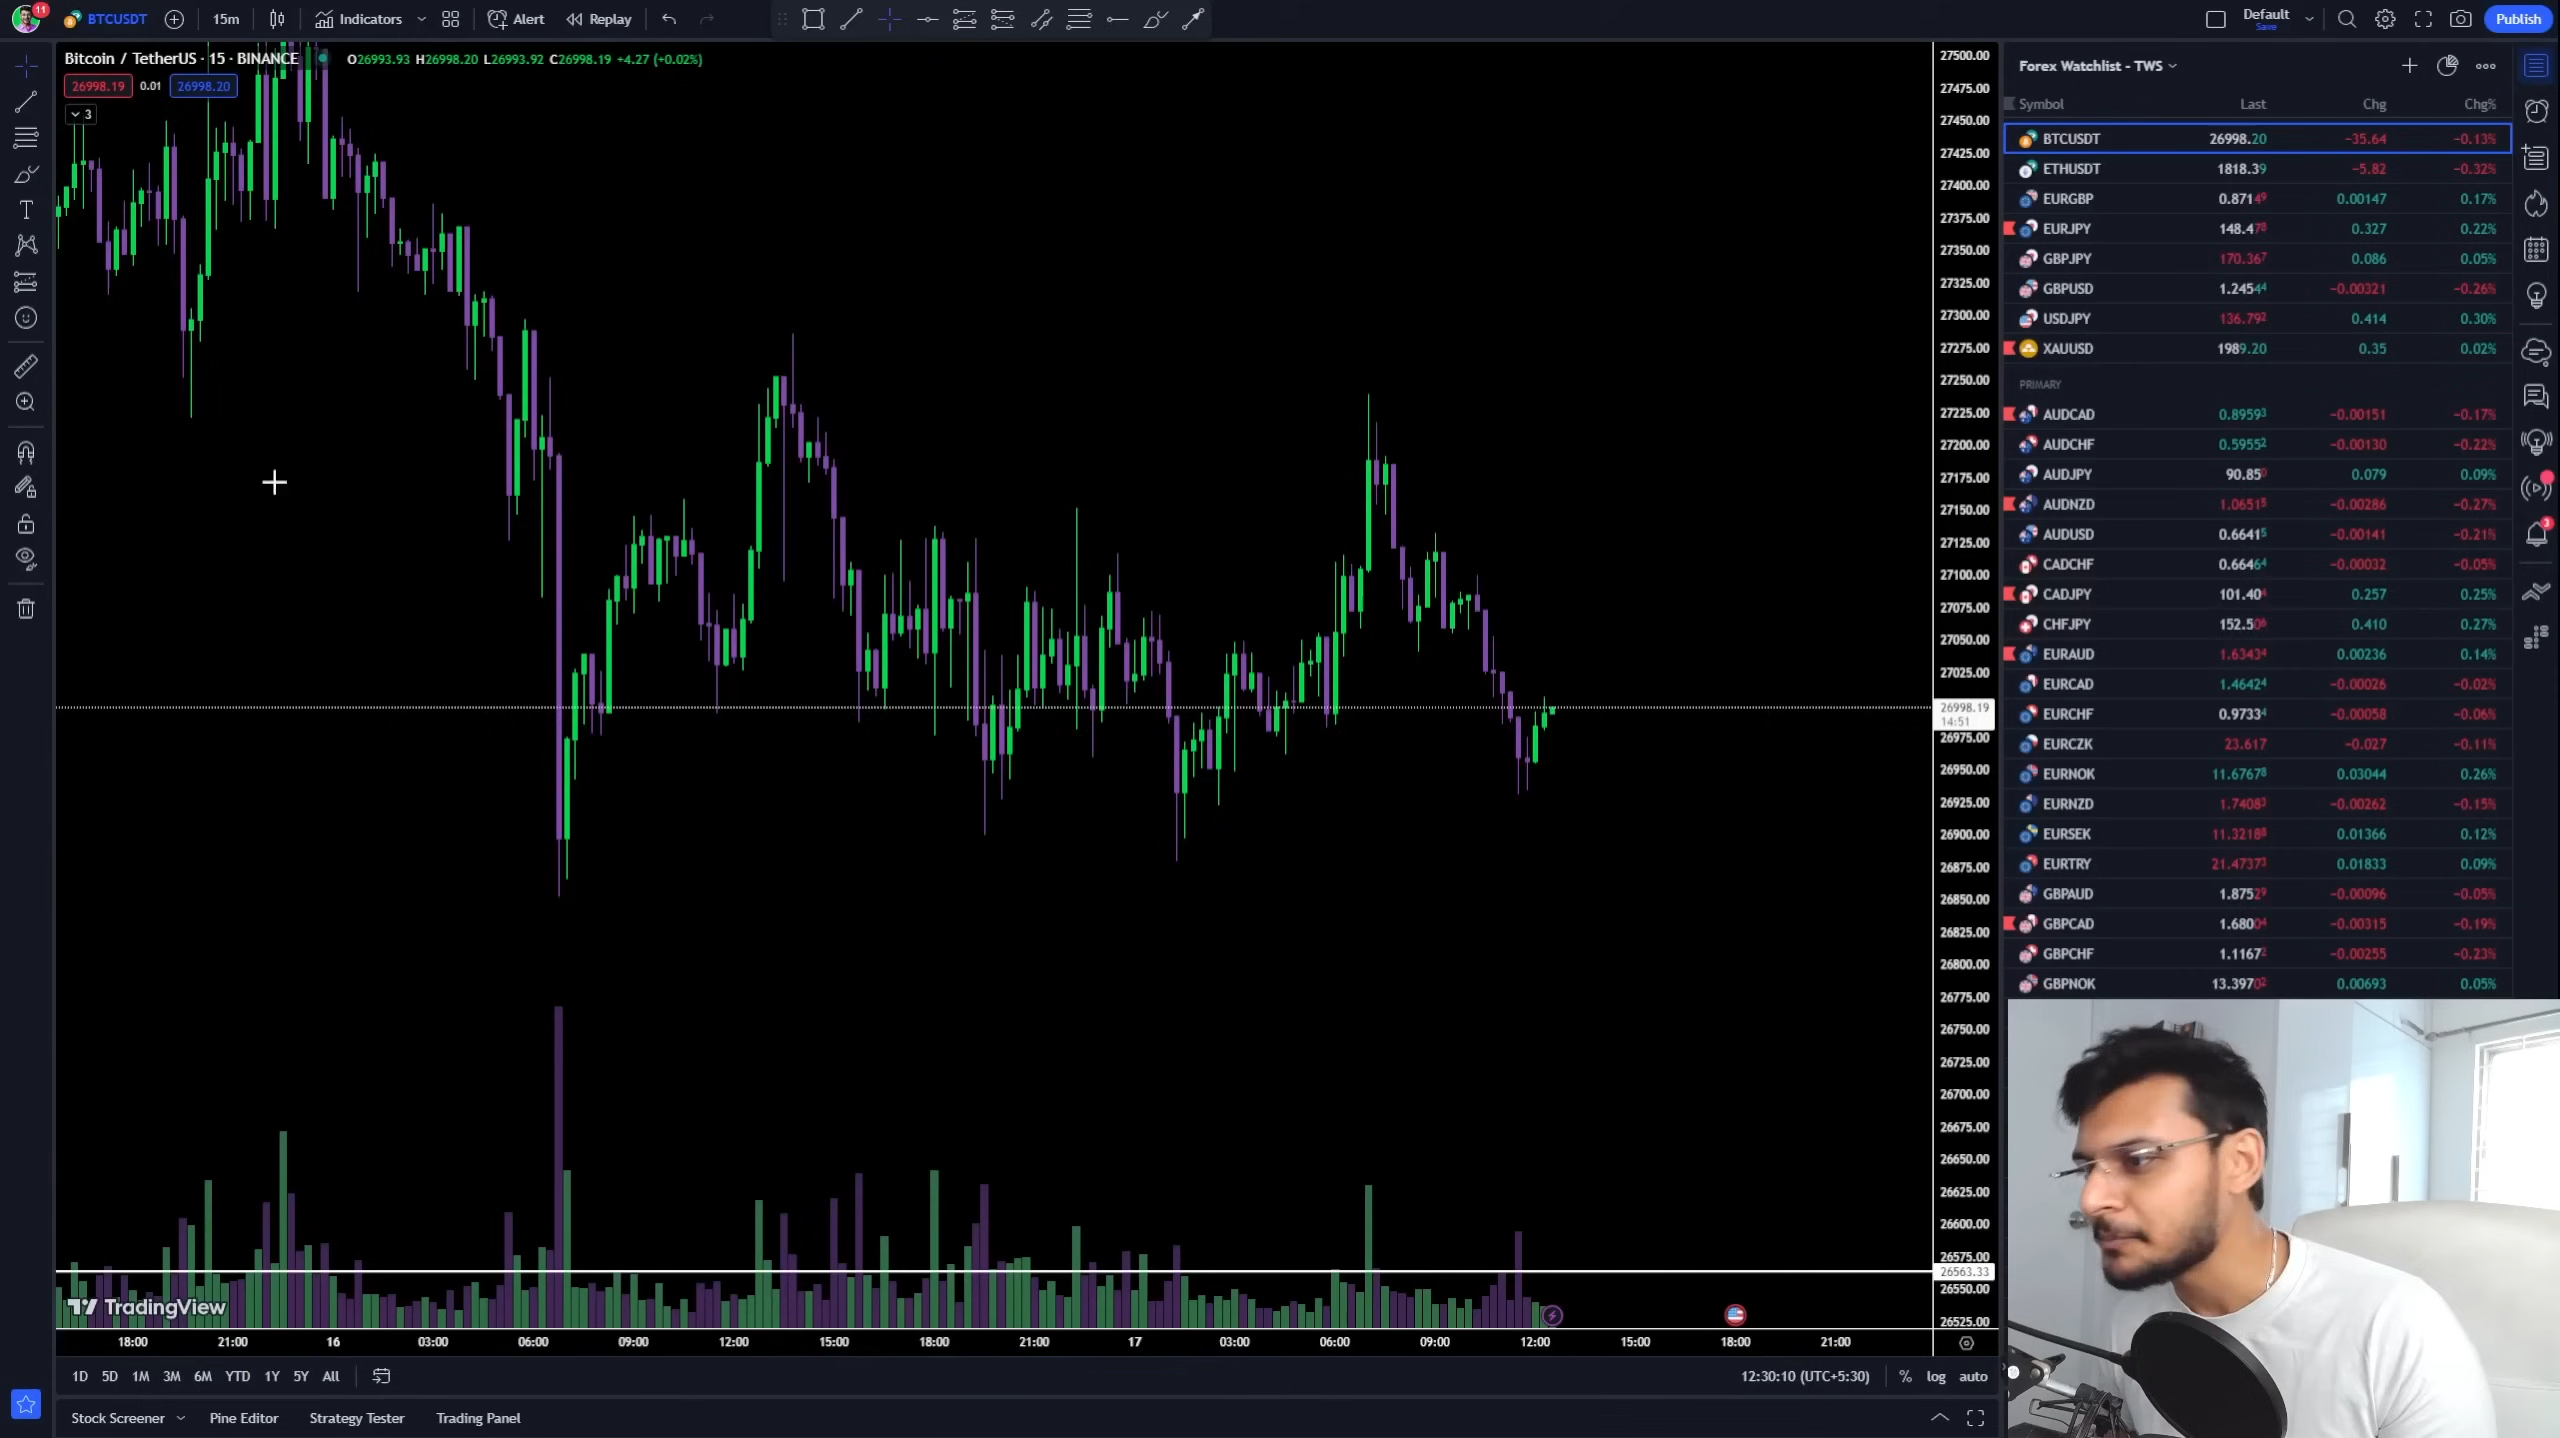 11 BTCUSDT 15m Indicators Alert Replay Default Save Publish
Bitcoin / TetherUS · 15 · BINANCE O26993.93 H26998.20 L26993.92 C26998.19 +4.27 (+0.02%)
26998.19 0.01 26998.20
3
27500.00
27475.00
27450.00
27425.00
27400.00
27375.00
27350.00
27325.00
27300.00
27275.00
27250.00
27225.00
27200.00
27175.00
27150.00
27125.00
27100.00
27075.00
27050.00
27025.00
26998.19
14:51
26975.00
26950.00
26925.00
26900.00
26875.00
26850.00
26825.00
26800.00
26775.00
26750.00
26725.00
26700.00
26675.00
26650.00
26625.00
26600.00
26575.00
26563.33
26550.00
26525.00
TradingView
18:00 21:00 16 03:00 06:00 09:00 12:00 15:00 18:00 21:00 17 03:00 06:00 09:00 12:00 15:00 18:00 21:00
1D 5D 1M 3M 6M YTD 1Y 5Y All 12:30:10 (UTC+5:30) % log auto
Stock Screener Pine Editor Strategy Tester Trading Panel
Forex Watchlist - TWS
Symbol Last Chg Chg%
BTCUSDT 26998.20 −35.64 −0.13%
ETHUSDT 1818.39 −5.82 −0.32%
EURGBP 0.87149 0.00147 0.17%
EURJPY 148.478 0.327 0.22%
GBPJPY 170.367 0.086 0.05%
GBPUSD 1.24544 −0.00321 −0.26%
USDJPY 136.792 0.414 0.30%
XAUUSD 1989.20 0.35 0.02%
PRIMARY
AUDCAD 0.89593 −0.00151 −0.17%
AUDCHF 0.59552 −0.00130 −0.22%
AUDJPY 90.850 0.079 0.09%
AUDNZD 1.06515 −0.00286 −0.27%
AUDUSD 0.66415 −0.00141 −0.21%
CADCHF 0.66464 −0.00032 −0.05%
CADJPY 101.404 0.257 0.25%
CHFJPY 152.506 0.410 0.27%
EURAUD 1.63434 0.00236 0.14%
EURCAD 1.46424 −0.00026 −0.02%
EURCHF 0.97334 −0.00058 −0.06%
EURCZK 23.617 −0.027 −0.11%
EURNOK 11.67678 0.03044 0.26%
EURNZD 1.74083 −0.00262 −0.15%
EURSEK 11.32188 0.01366 0.12%
EURTRY 21.47373 0.01833 0.09%
GBPAUD 1.87529 −0.00096 −0.05%
GBPCAD 1.68004 −0.00315 −0.19%
GBPCHF 1.11672 −0.00255 −0.23%
GBPNOK 13.39702 0.00693 0.05%
3